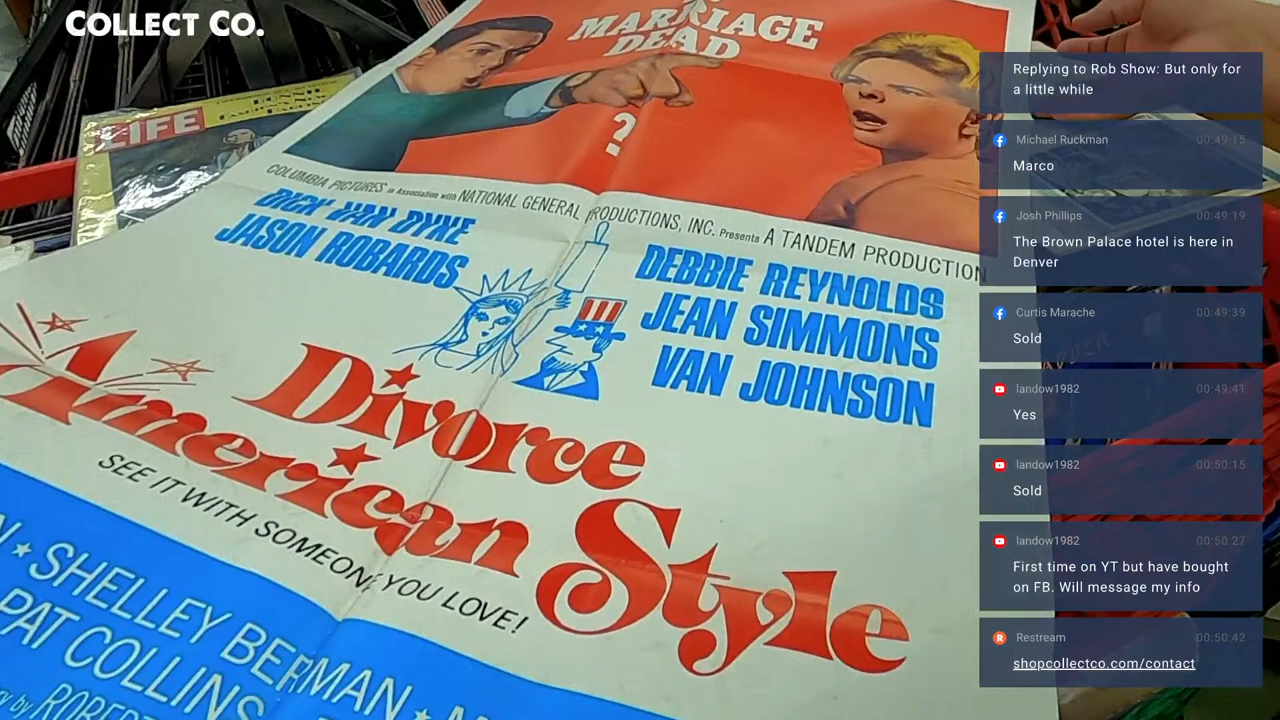 COLLECT CO.
LIFE
MARRIAGE
DEAD
?
COLUMBIA PICTURES in Association with NATIONAL GENERAL PRODUCTIONS, INC. Presents A TANDEM PRODUCTION
DICK VAN DYKE
JASON ROBARDS
DEBBIE REYNOLDS
JEAN SIMMONS
VAN JOHNSON
Divorce
American
Style
SEE IT WITH SOMEONE YOU LOVE!
SHELLEY BERMAN
PAT COLLINS
by ROBERT
Replying to Rob Show: But only for
a little while
Michael Ruckman 00:49:15
Marco
Josh Phillips 00:49:19
The Brown Palace hotel is here in
Denver
Curtis Marache 00:49:39
Sold
landow1982 00:49:41
Yes
landow1982 00:50:15
Sold
landow1982 00:50:27
First time on YT but have bought
on FB. Will message my info
Restream 00:50:42
shopcollectco.com/contact